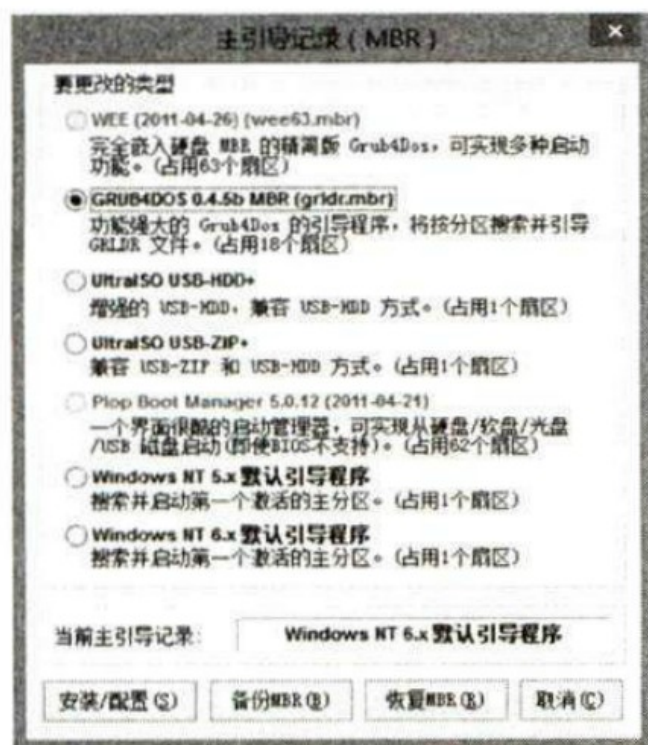 主引导记录（MBR）
要更改的类型
WEE (2011-04-26) (wee63.mbr)
完全嵌入硬盘 MBR 的精简版 Grub4Dos，可实现多种启动
功能。(占用63个扇区)
GRUB4DOS 0.4.5b MBR (grldr.mbr)
功能强大的 Grub4Dos 的引导程序，将按分区搜索并引导
GRLDR 文件。(占用18个扇区)
UltraISO USB-HDD+
增强的 USB-HDD，兼容 USB-HDD 方式。(占用1个扇区)
UltraISO USB-ZIP+
兼容 USB-ZIP 和 USB-HDD 方式。(占用1个扇区)
Plop Boot Manager 5.0.12 (2011-04-21)
一个界面很酷的启动管理器，可实现从硬盘/软盘/光盘
/USB 磁盘启动(即使BIOS不支持)。(占用62个扇区)
Windows NT 5.x 默认引导程序
搜索并启动第一个激活的主分区。(占用1个扇区)
Windows NT 6.x 默认引导程序
搜索并启动第一个激活的主分区。(占用1个扇区)
当前主引导记录: Windows NT 6.x 默认引导程序
安装/配置(S) 备份MBR(B) 恢复MBR(R) 取消(C)